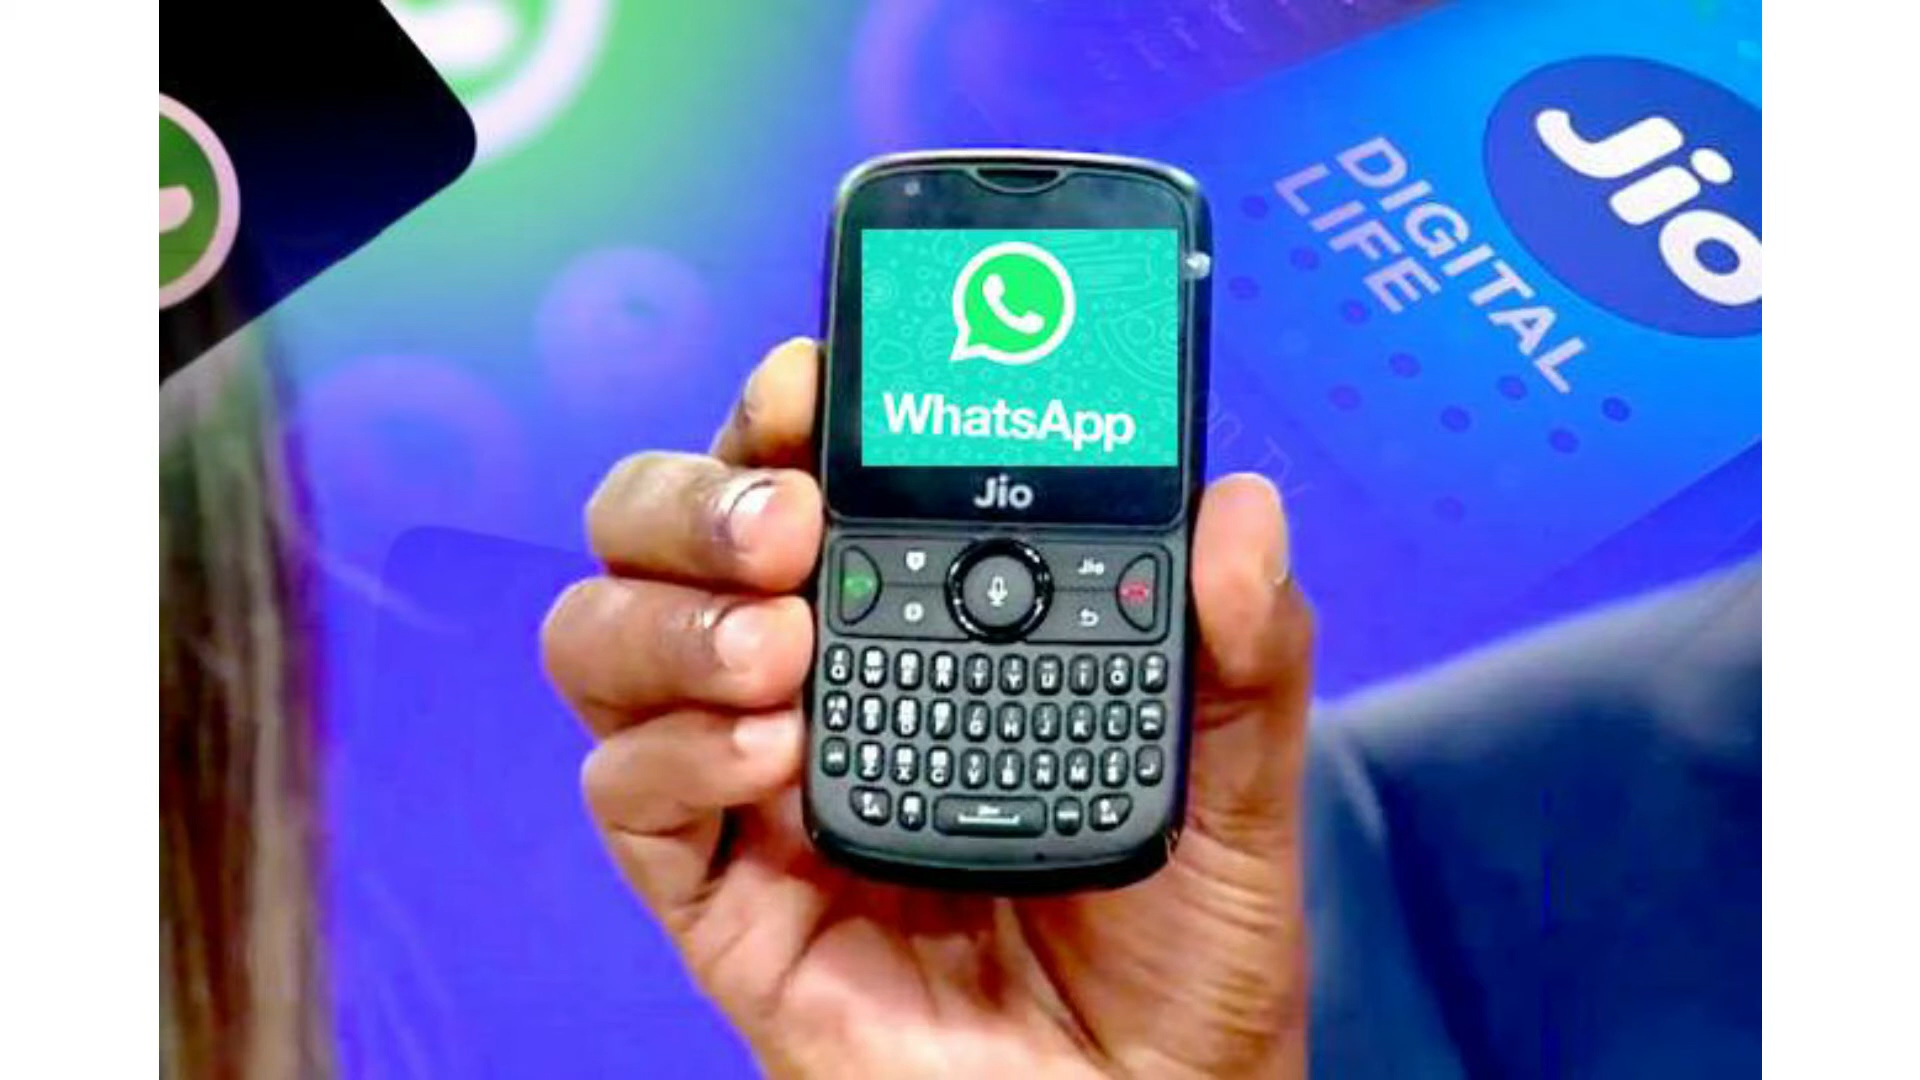 Jio
DIGITAL
LIFE
WhatsApp
Jio
Jio
Q W E R T Y U I O P
A S D F G H J K L
Z X C V B N M $